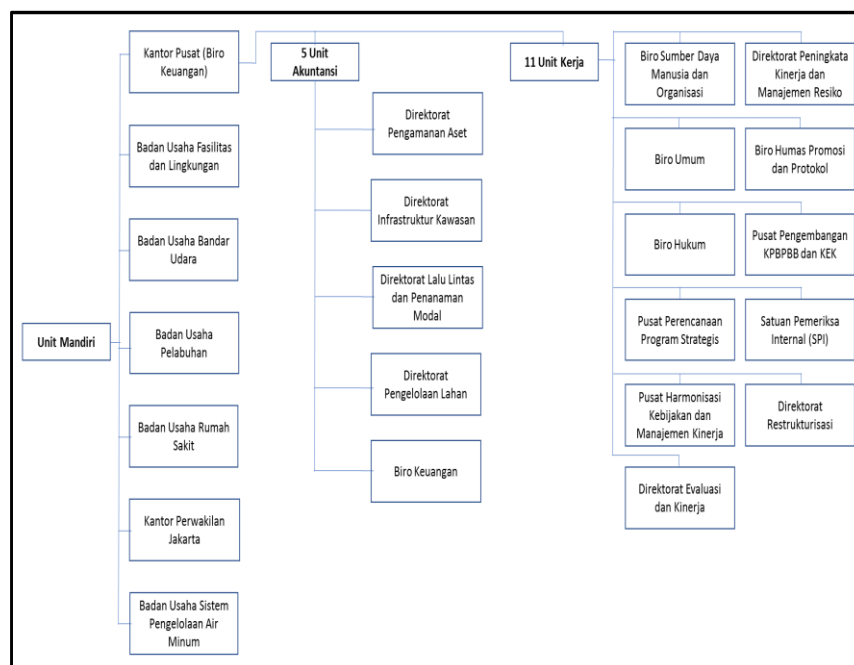 Kantor Pusat (Biro
Keuangan)
Badan Usaha Fasilitas
dan Lingkungan
Badan Usaha Bandar
Udara
Unit Mandiri
Badan Usaha
Pelabuhan
Badan Usaha Rumah
Sakit
Kantor Perwakilan
Jakarta
Badan Usaha Sistem
Pengelolaan Air
Minum
5 Unit
Akuntansi
Direktorat
Pengamanan Aset
Direktorat
Infrastruktur Kawasan
Direktorat Lalu Lintas
dan Penanaman
Modal
Direktorat
Pengelolaan Lahan
Biro Keuangan
11 Unit Kerja
Biro Sumber Daya
Manusia dan
Organisasi
Direktorat Peningkata
Kinerja dan
Manajemen Resiko
Biro Umum
Biro Humas Promosi
dan Protokol
Biro Hukum
Pusat Pengembangan
KPBPBB dan KEK
Pusat Perencanaan
Program Strategis
Satuan Pemeriksa
Internal (SPI)
Pusat Harmonisasi
Kebijakan dan
Manajemen Kinerja
Direktorat
Restrukturisasi
Direktorat Evaluasi
dan Kinerja